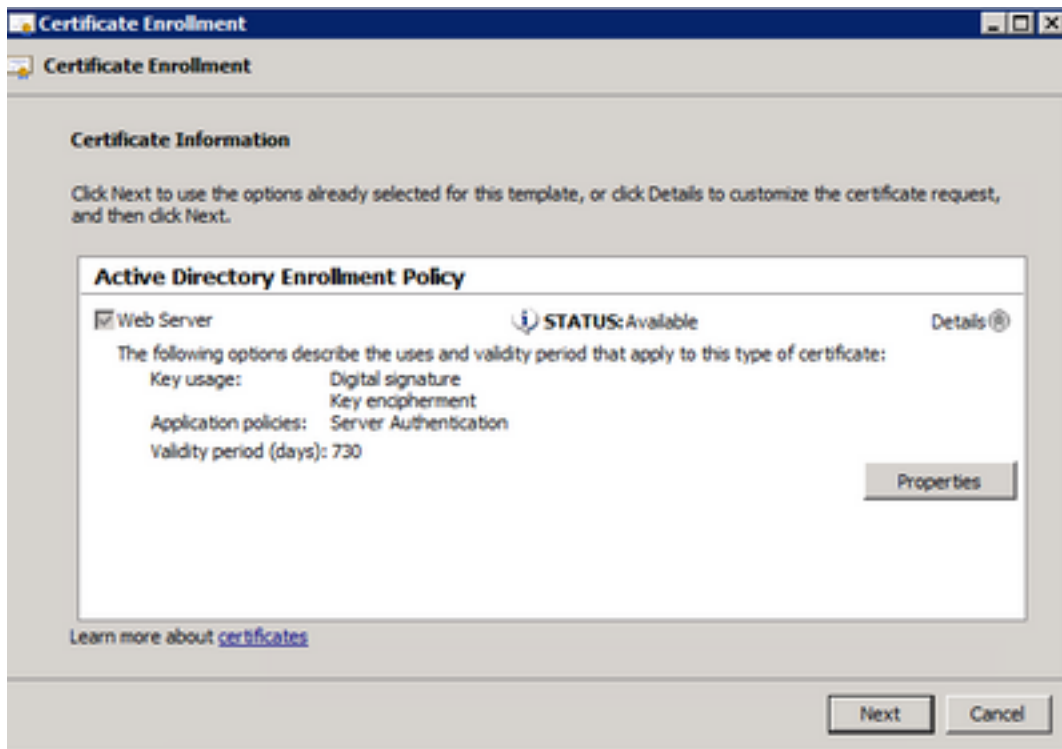 Certificate Enrollment
Certificate Enrollment
Certificate Information
Click Next to use the options already selected for this template, or click Details to customize the certificate request,
and then click Next.
Active Directory Enrollment Policy
Web Server STATUS: Available Details
The following options describe the uses and validity period that apply to this type of certificate:
Key usage: Digital signature
Key encipherment
Application policies: Server Authentication
Validity period (days): 730
Properties
Learn more about certificates
Next Cancel